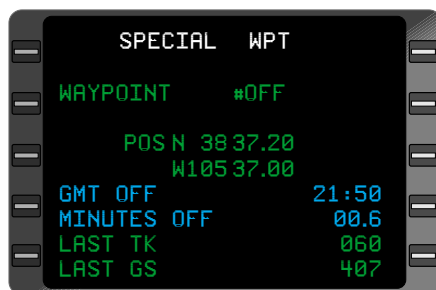 SPECIAL WPT
WAYPOINT #OFF
POS N 38 37.20
W105 37.00
GMT OFF 21:50
MINUTES OFF 00.6
LAST TK 060
LAST GS 407